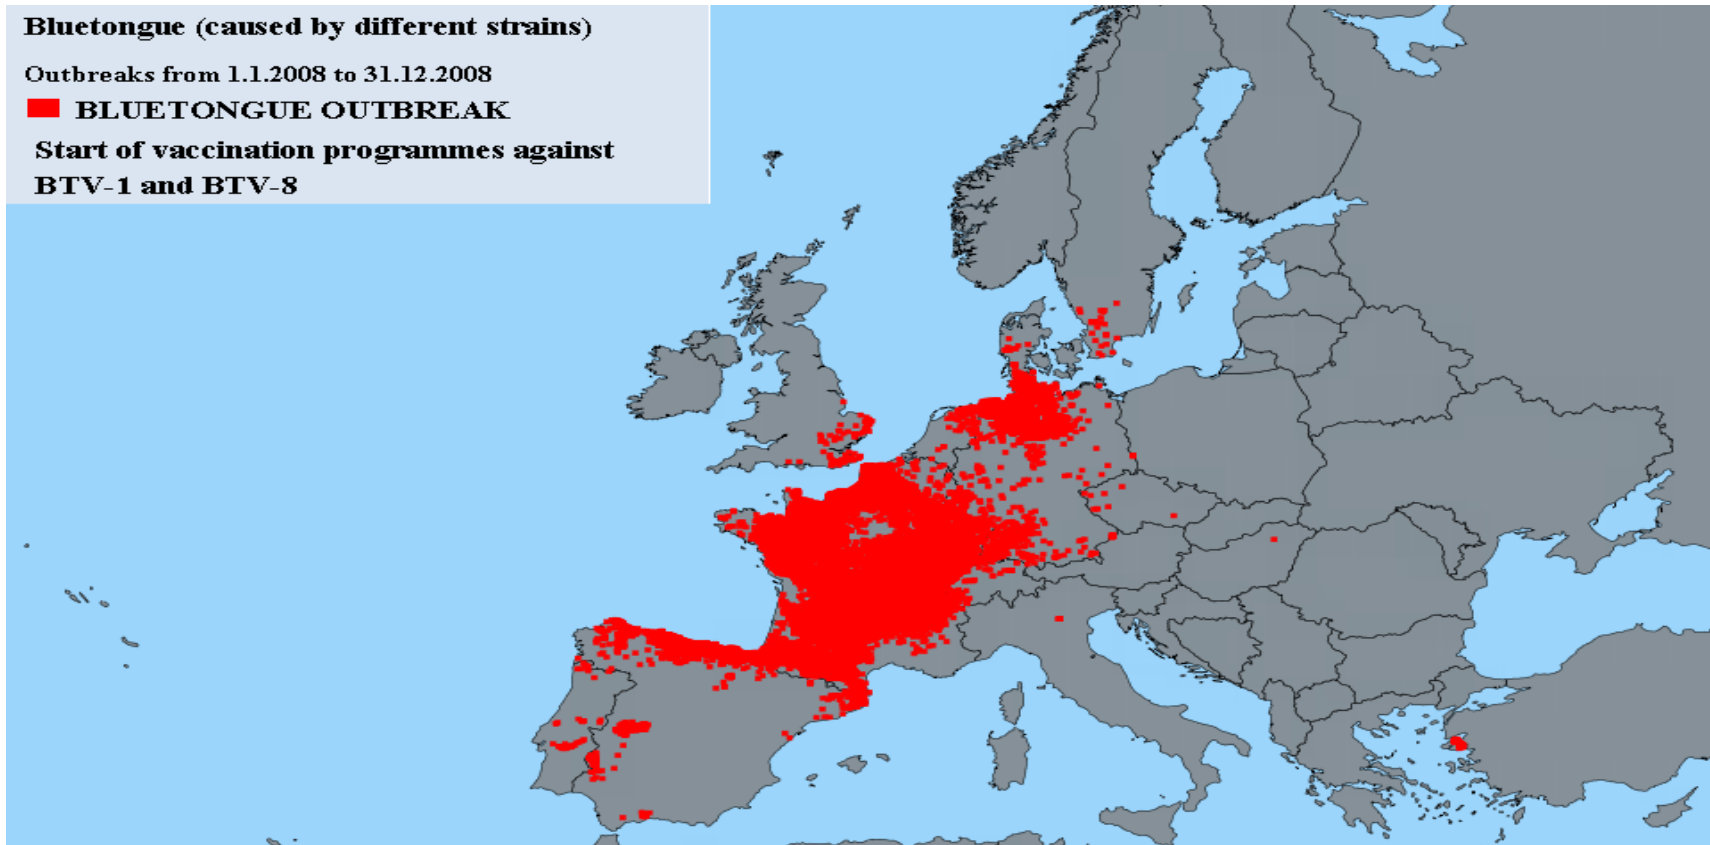 Bluetongue (caused by different strains)
Outbreaks from 1.1.2008 to 31.12.2008
BLUETONGUE OUTBREAK
Start of vaccination programmes against
BTV-1 and BTV-8